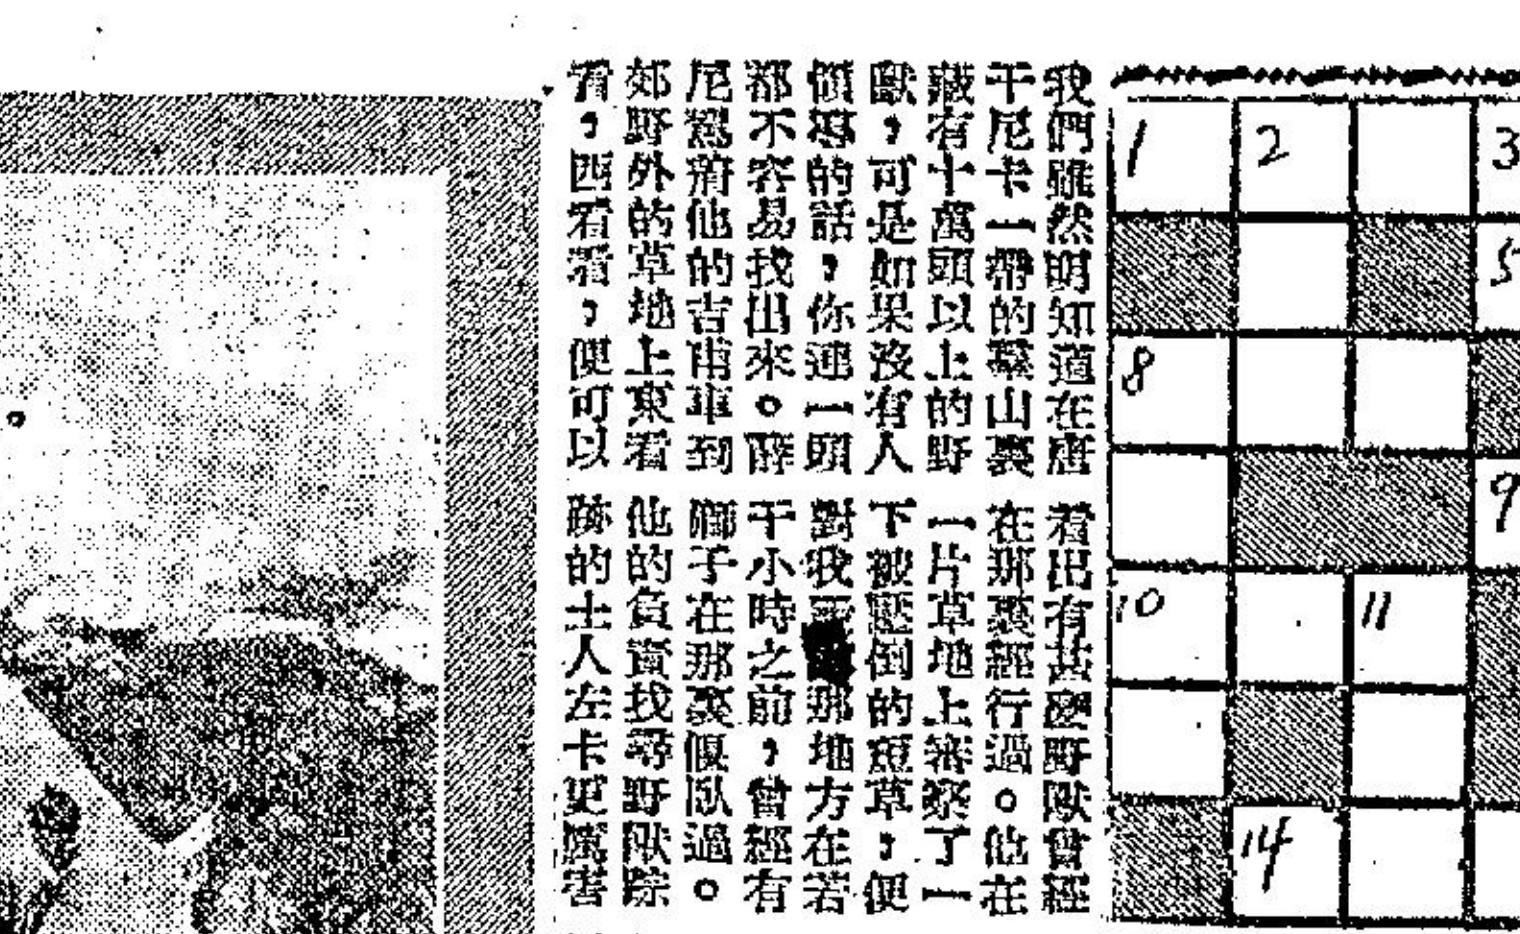 我們雖然明知道在唐
干尼卡一帶的羣山裏
藏有十萬頭以上的野
獸，可是如果沒有人
領導的話，你連一頭
都不容易找出來。薛
尼駕着他的吉甫車到
郊野外的草地上東看
看，西看看，便可以
看出有甚麼野獸曾經
在那裏經行過。他在
一片草地上審察了一
下被壓倒的短草，便
對我 那地方在若
干小時之前，曾經有
獅子在那裏偃臥過。
他的負責找尋野獸踪
跡的土人左卡更厲害
1
2
3
5
8
9
10
11
14